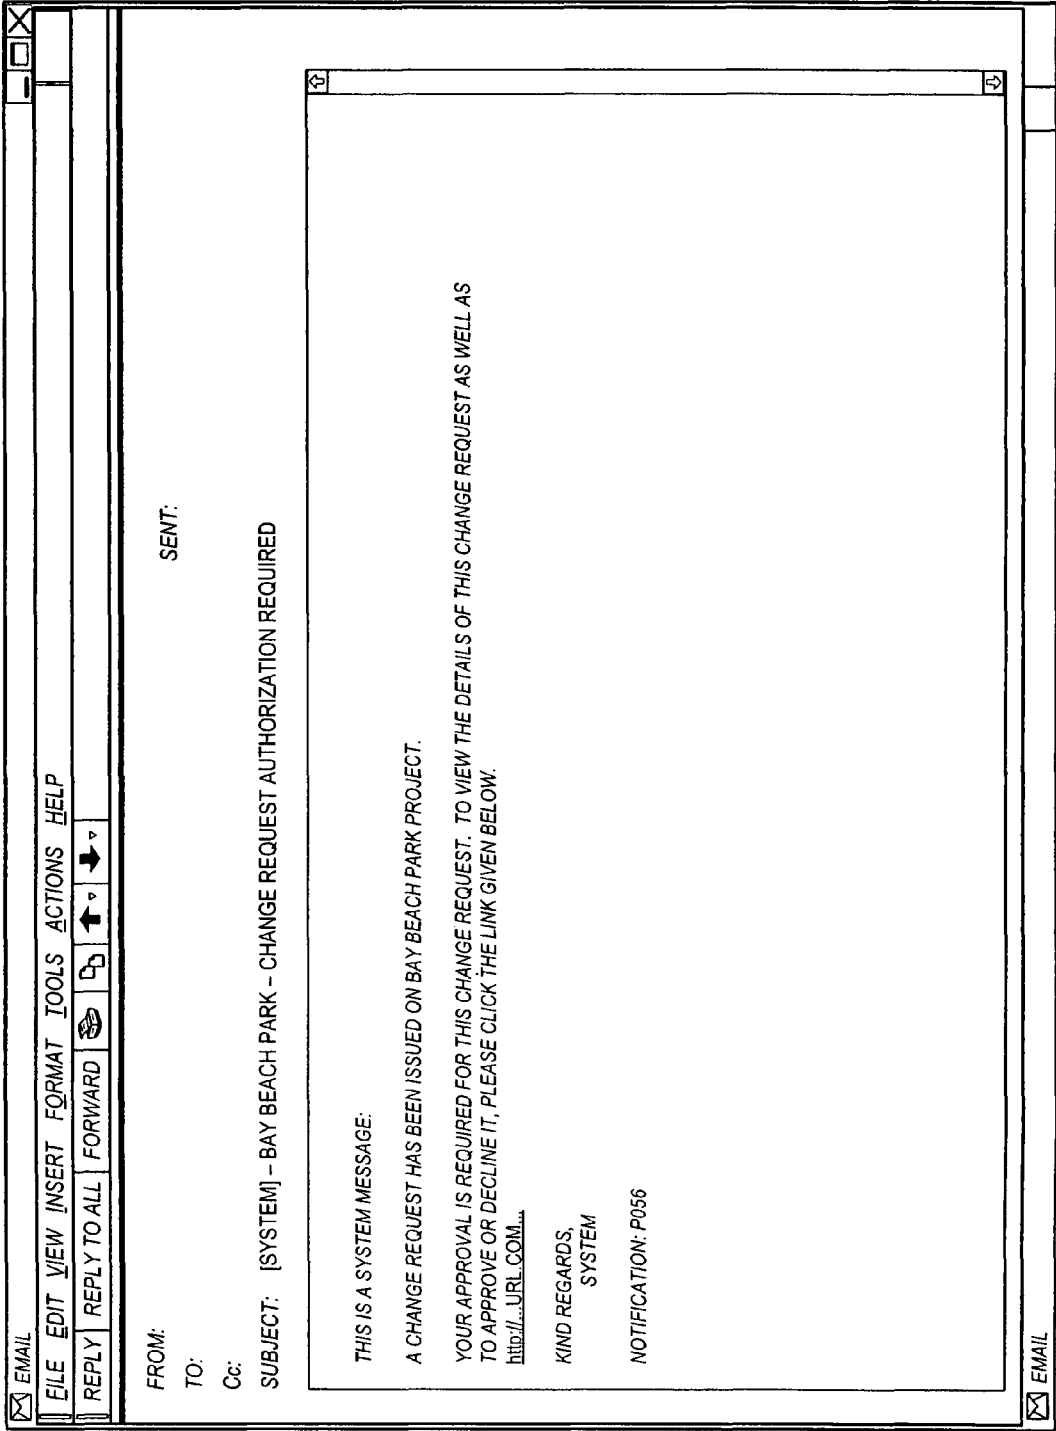 EMAIL
FILE EDIT VIEW INSERT FORMAT TOOLS ACTIONS HELP
REPLY REPLY TO ALL FORWARD
FROM: SENT:
TO:
Cc:
SUBJECT: [SYSTEM] – BAY BEACH PARK – CHANGE REQUEST AUTHORIZATION REQUIRED
THIS IS A SYSTEM MESSAGE:
A CHANGE REQUEST HAS BEEN ISSUED ON BAY BEACH PARK PROJECT.
YOUR APPROVAL IS REQUIRED FOR THIS CHANGE REQUEST. TO VIEW THE DETAILS OF THIS CHANGE REQUEST AS WELL AS
TO APPROVE OR DECLINE IT, PLEASE CLICK THE LINK GIVEN BELOW.
http://...URL.COM...
KIND REGARDS,
SYSTEM
NOTIFICATION: P056
EMAIL